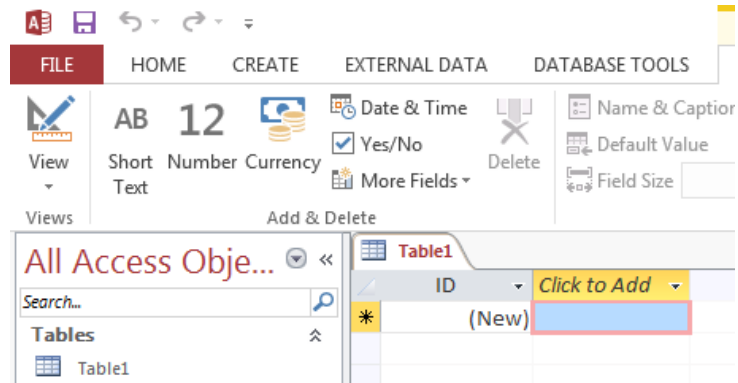 FILE HOME CREATE EXTERNAL DATA DATABASE TOOLS
AB 12 Date & Time Name & Caption
Yes/No Default Value
View Short Text Number Currency Delete
More Fields Field Size
Views Add & Delete
All Access Obje... « Table1
ID Click to Add
Search...
* (New)
Tables
Table1